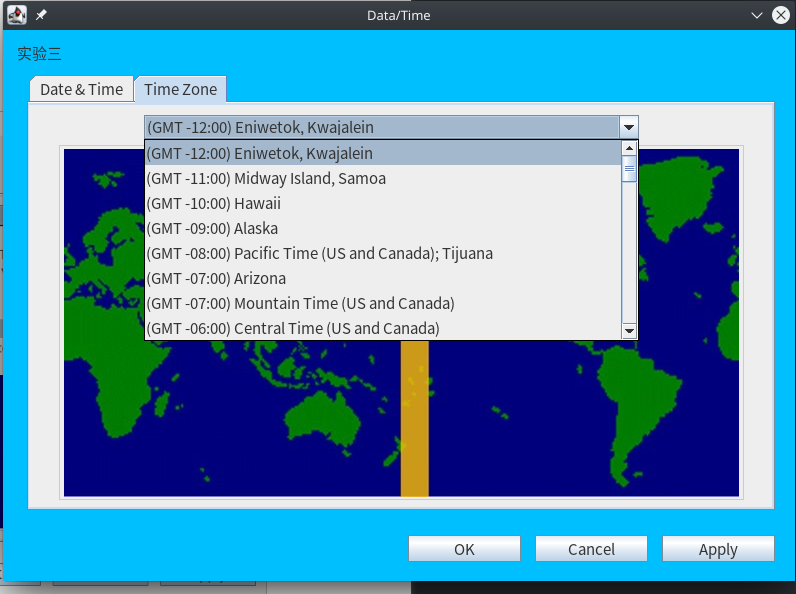 Data/Time
实验三
Date & Time
Time Zone
(GMT -12:00) Eniwetok, Kwajalein
(GMT -12:00) Eniwetok, Kwajalein
(GMT -11:00) Midway Island, Samoa
(GMT -10:00) Hawaii
(GMT -09:00) Alaska
(GMT -08:00) Pacific Time (US and Canada); Tijuana
(GMT -07:00) Arizona
(GMT -07:00) Mountain Time (US and Canada)
(GMT -06:00) Central Time (US and Canada)
OK
Cancel
Apply